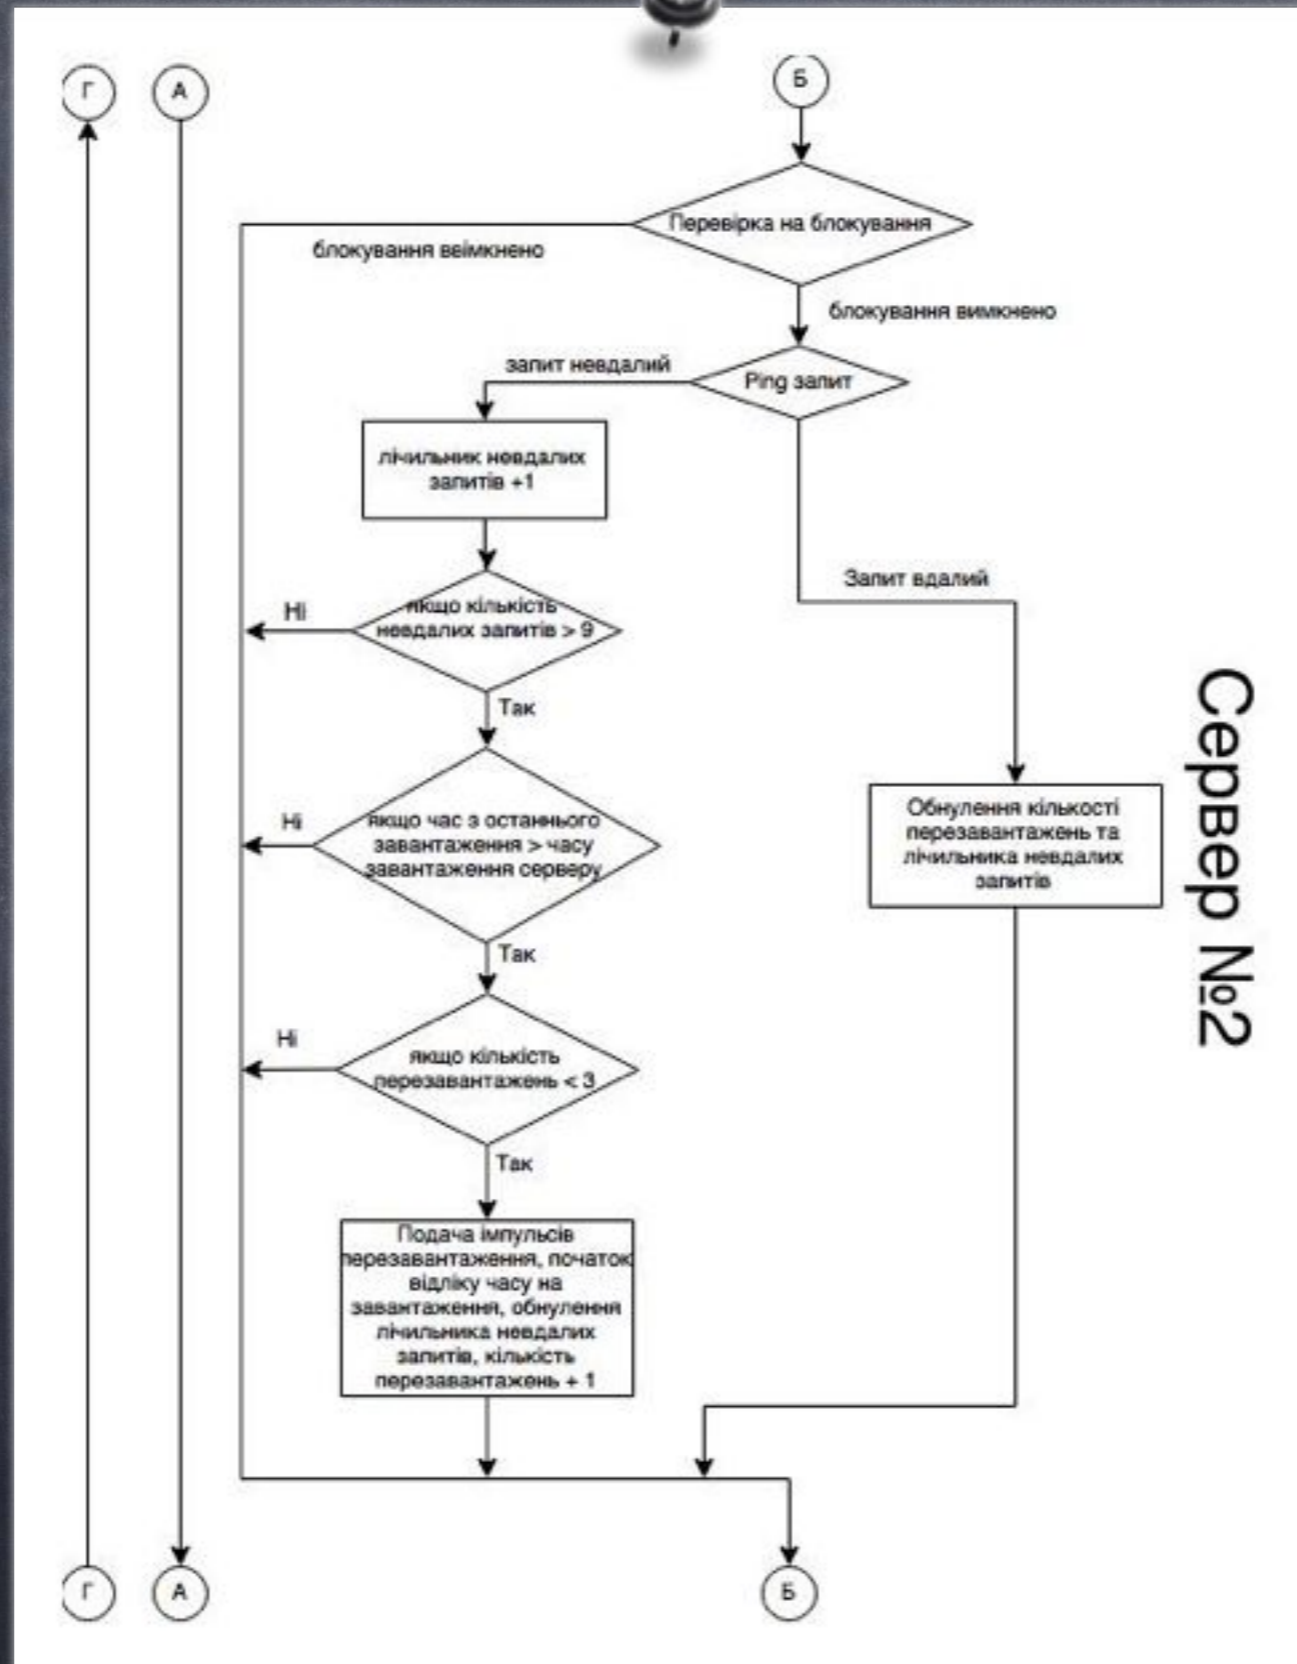 Г
А
Б
Перевірка на блокування
блокування ввімкнено
блокування вимкнено
запит невдалий
Ping запит
лічильник невдалих
запитів +1
Запит вдалий
якщо кількість
невдалих запитів > 9
Ні
Так
якщо час з останнього
завантаження > часу
завантаження серверу
Ні
Обнулення кількості
перезавантажень та
лічильника невдалих
запитів
Сервер №2
Так
якщо кількість
перезавантажень < 3
Ні
Так
Подача імпульсів
перезавантаження, початок
відліку часу на
завантаження, обнулення
лічильника невдалих
запитів, кількість
перезавантажень + 1
Г
А
Б